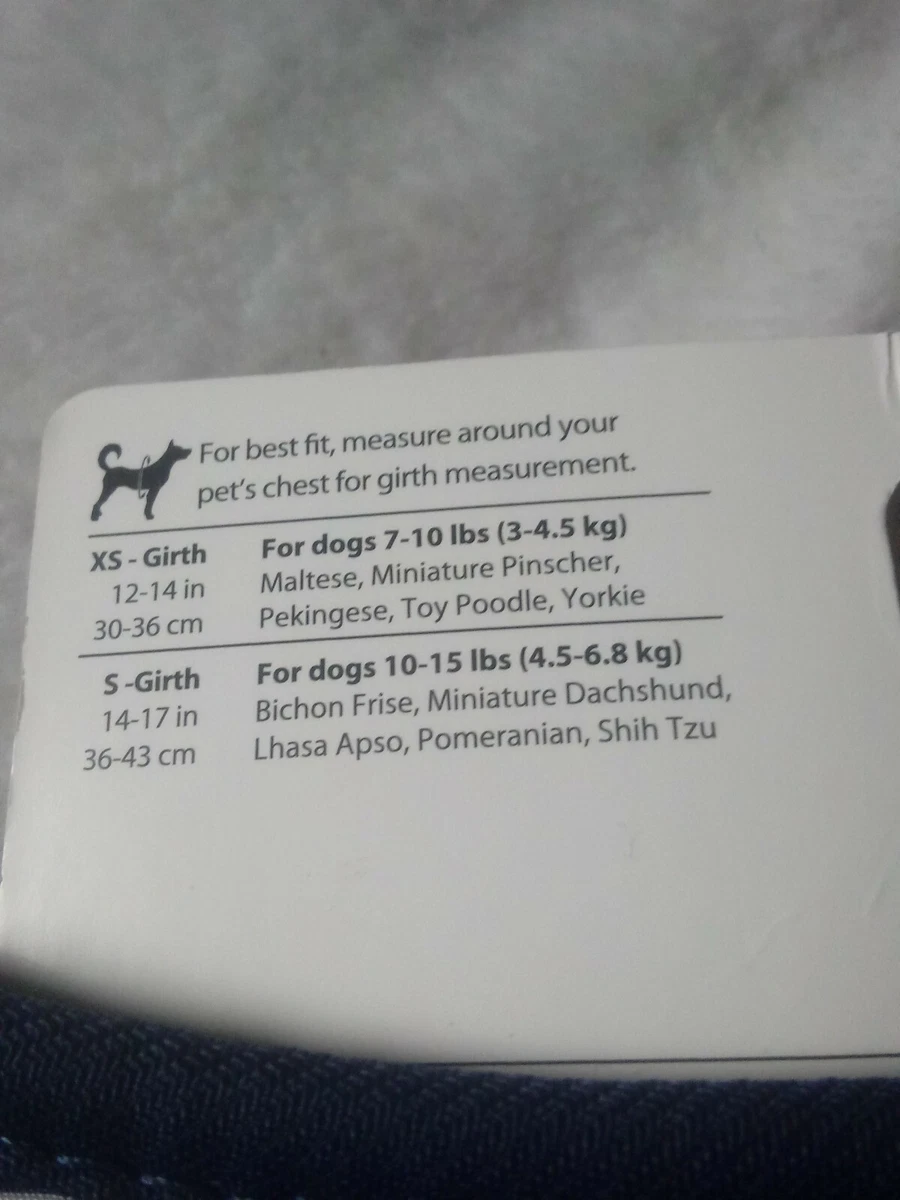 For best fit, measure around your
pet's chest for girth measurement.
XS - Girth For dogs 7-10 lbs (3-4.5 kg)
12-14 in Maltese, Miniature Pinscher,
30-36 cm Pekingese, Toy Poodle, Yorkie
S -Girth For dogs 10-15 lbs (4.5-6.8 kg)
14-17 in Bichon Frise, Miniature Dachshund,
36-43 cm Lhasa Apso, Pomeranian, Shih Tzu